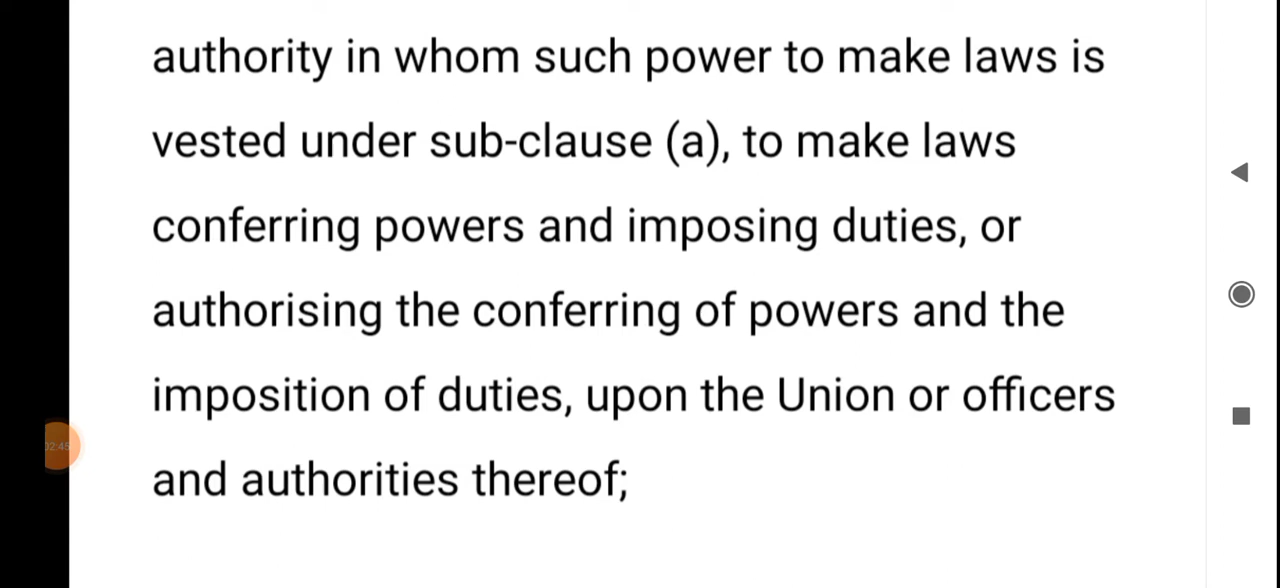 authority in whom such power to make laws is
vested under sub-clause (a), to make laws
conferring powers and imposing duties, or
authorising the conferring of powers and the
imposition of duties, upon the Union or officers
02:45
and authorities thereof;